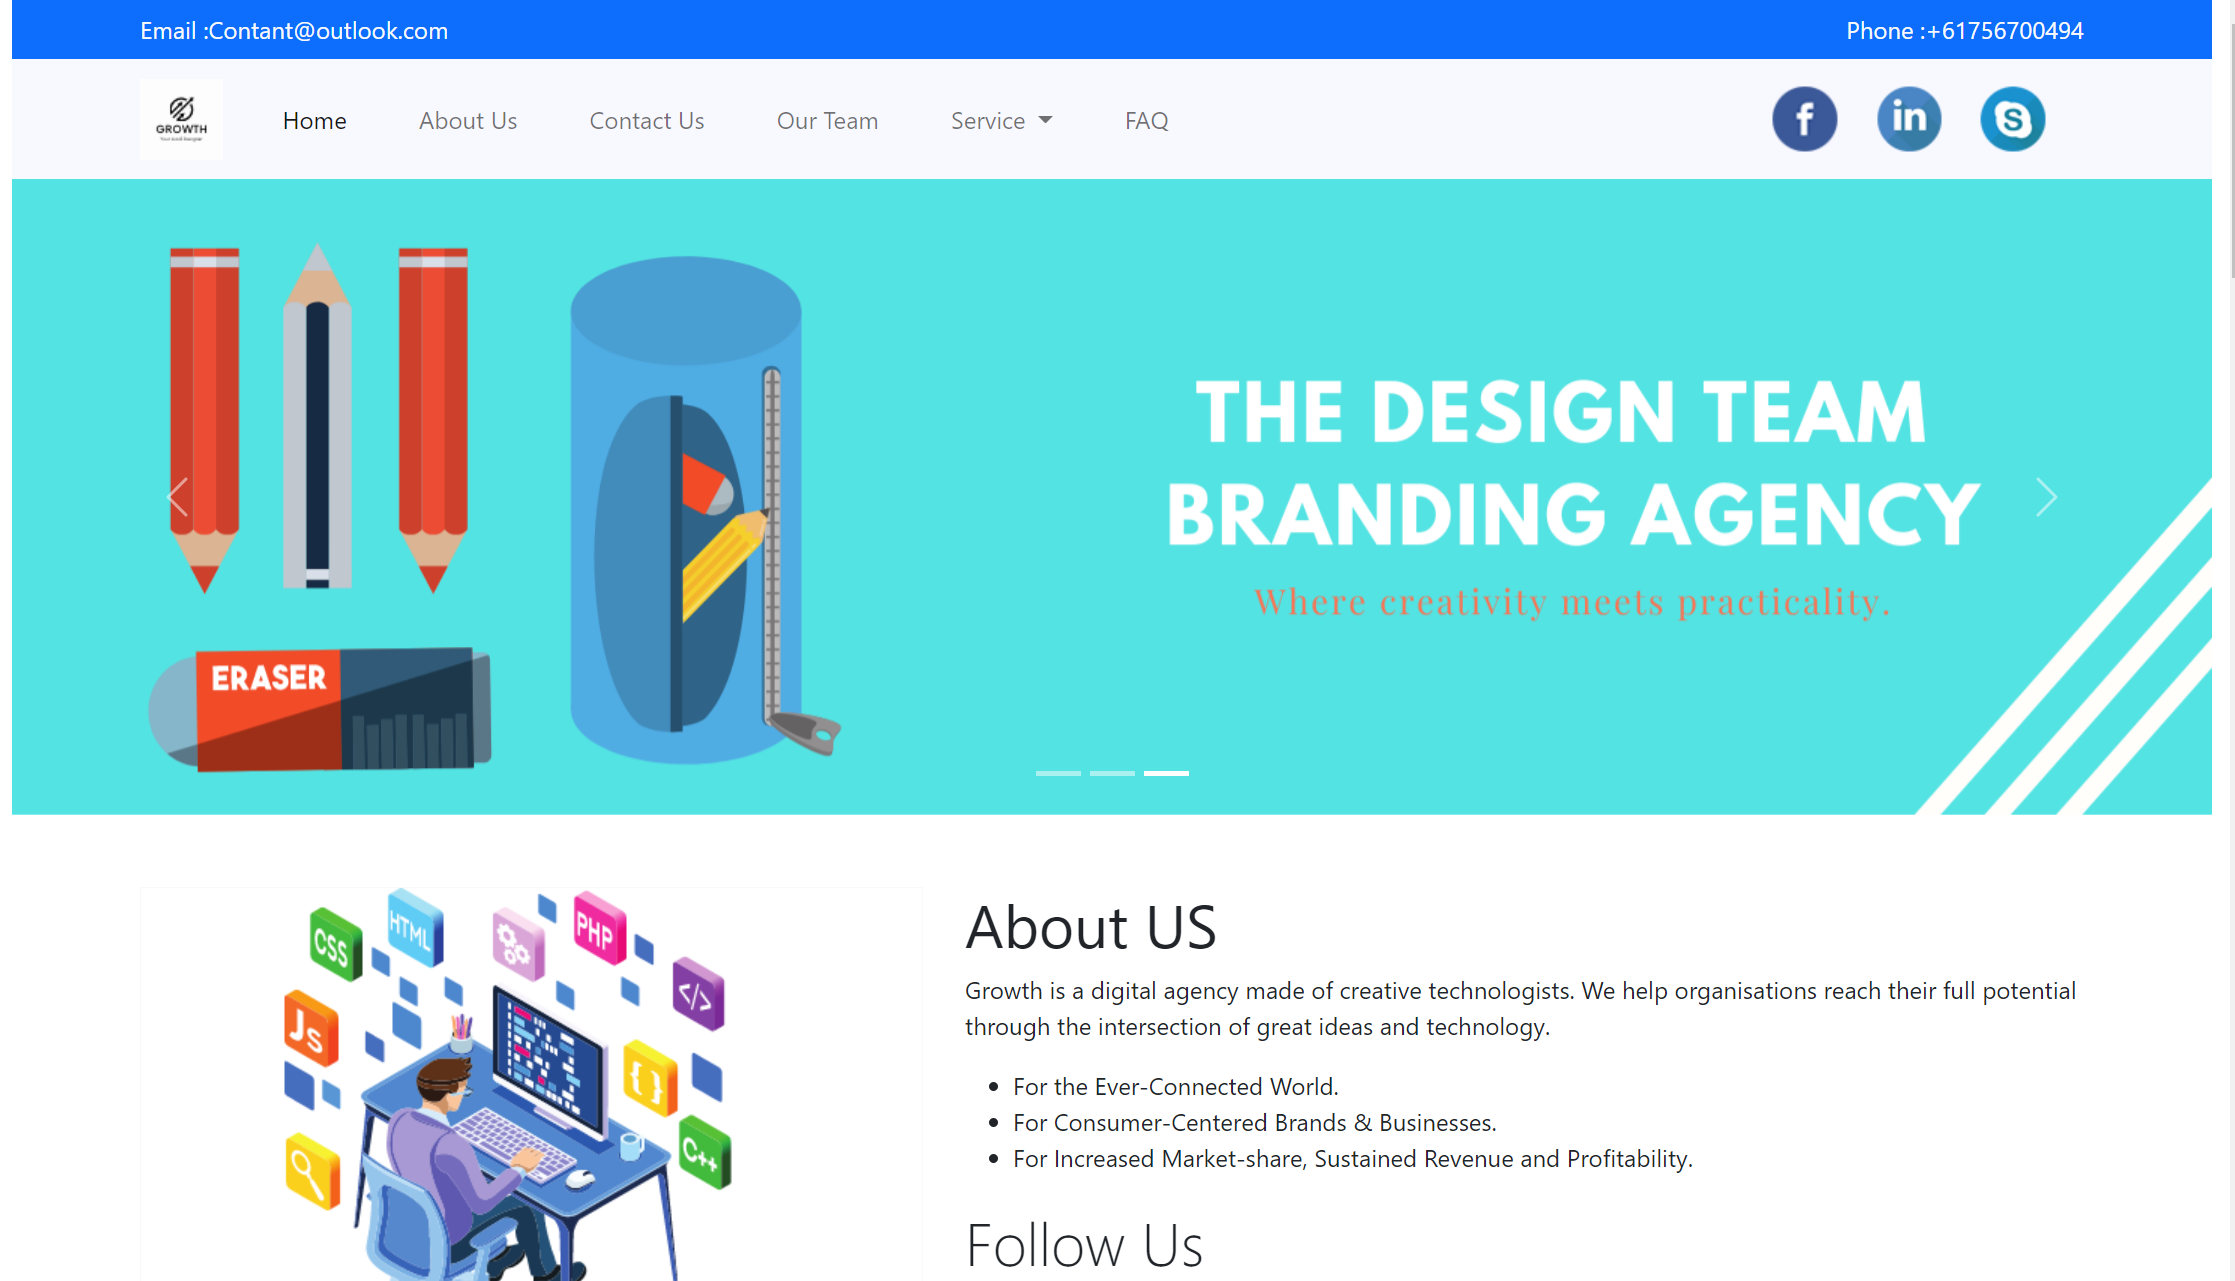 Email :Contant@outlook.com
Phone :+61756700494
GROWTH
Home
About Us
Contact Us
Our Team
Service
FAQ
f
in
S
THE DESIGN TEAM
BRANDING AGENCY
Where creativity meets practicality.
ERASER
CSS
HTML
PHP
</>
Js
{}
C++
About US
Growth is a digital agency made of creative technologists. We help organisations reach their full potential
through the intersection of great ideas and technology.
For the Ever-Connected World.
For Consumer-Centered Brands & Businesses.
For Increased Market-share, Sustained Revenue and Profitability.
Follow Us